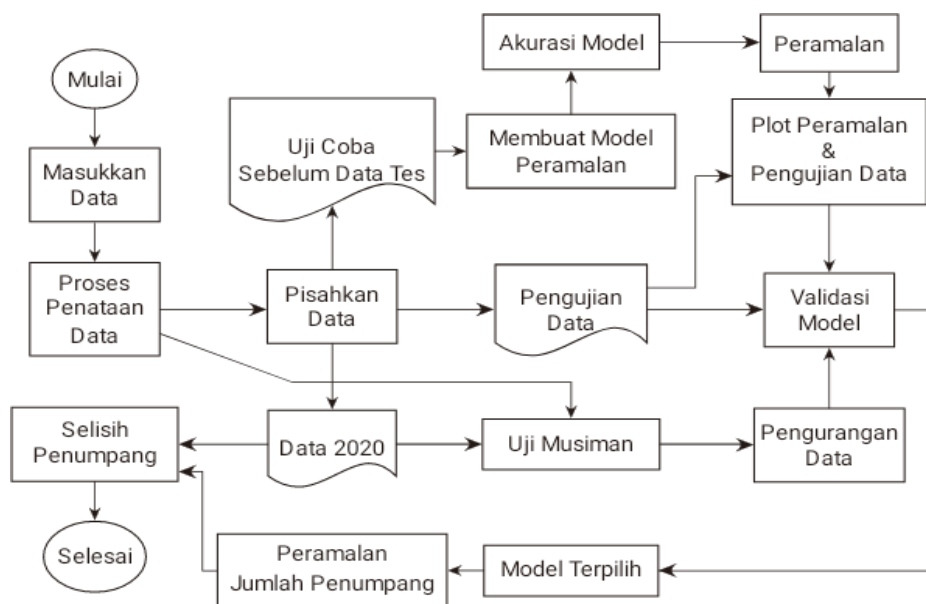 Mulai
Masukkan
Data
Proses
Penataan
Data
Pisahkan
Data
Uji Coba
Sebelum Data Tes
Membuat Model
Peramalan
Akurasi Model
Peramalan
Plot Peramalan
&
Pengujian Data
Pengujian
Data
Validasi
Model
Data 2020
Uji Musiman
Pengurangan
Data
Model Terpilih
Peramalan
Jumlah Penumpang
Selisih
Penumpang
Selesai